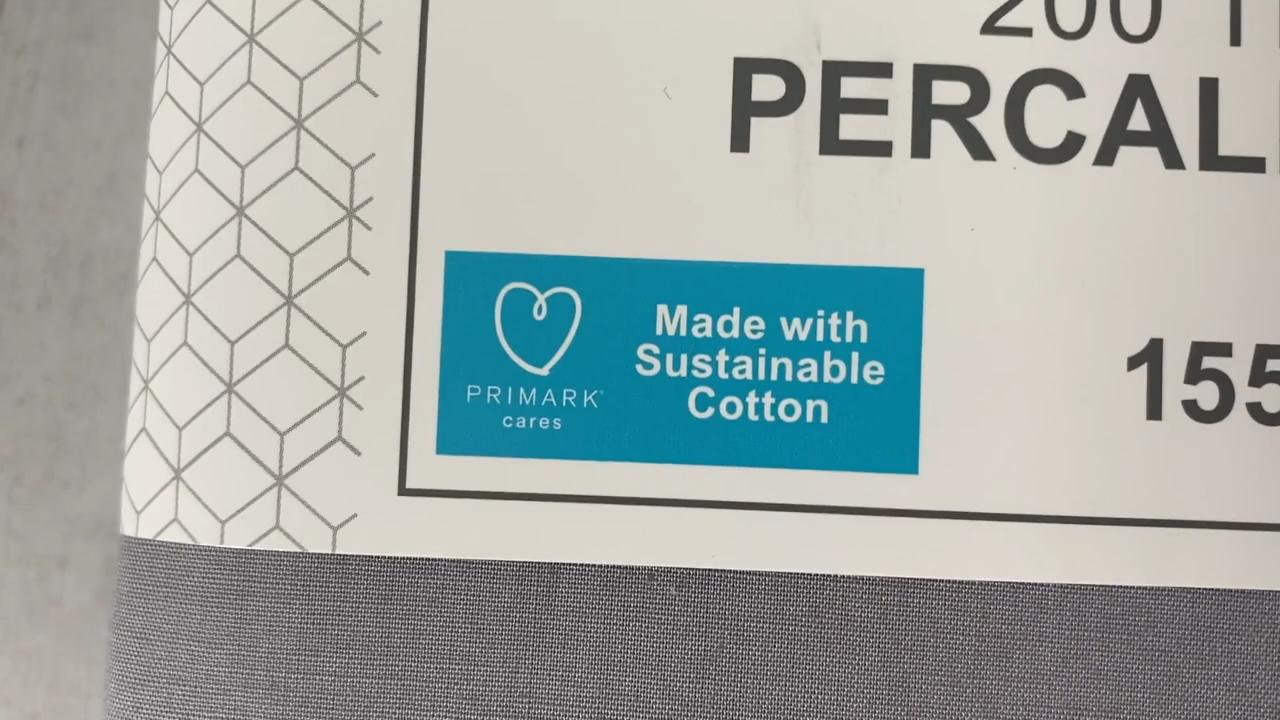 200
PERCAL
Made with
Sustainable
Cotton
PRIMARK®
cares
155